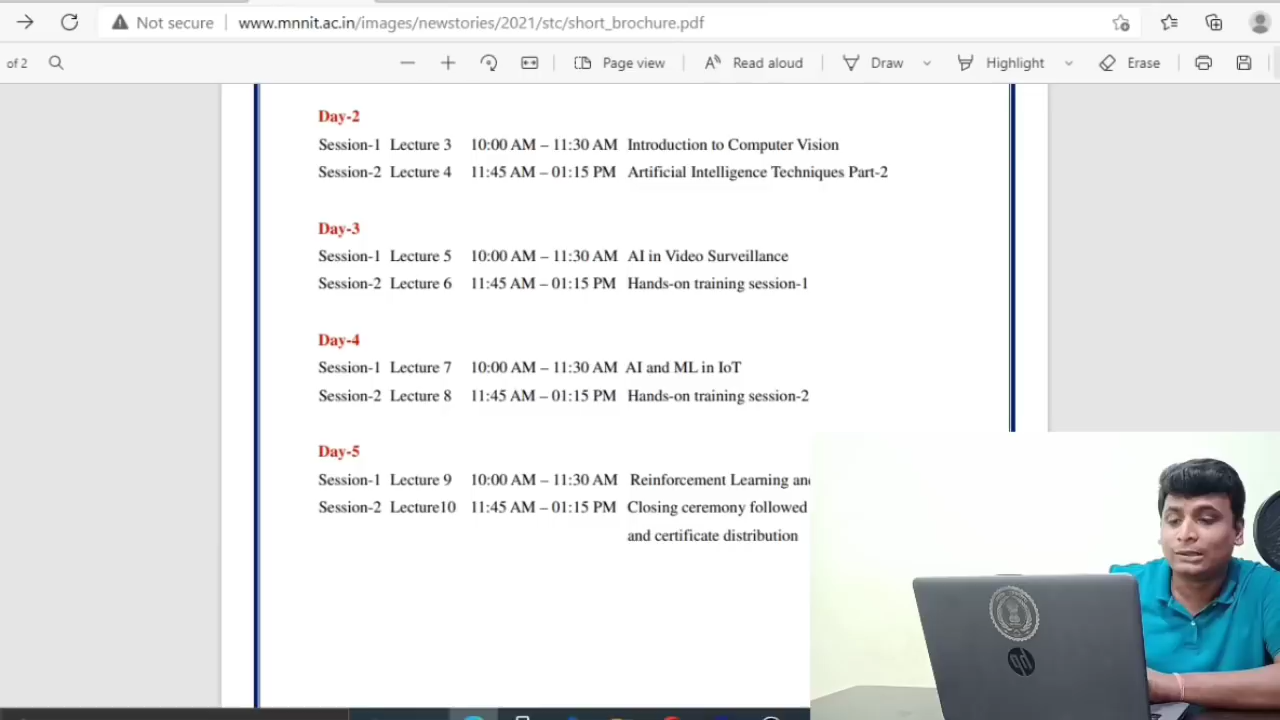 Not secure | www.mnnit.ac.in/images/newstories/2021/stc/short_brochure.pdf
of 2 Page view Read aloud Draw Highlight Erase
Day-2
Session-1 Lecture 3 10:00 AM – 11:30 AM Introduction to Computer Vision
Session-2 Lecture 4 11:45 AM – 01:15 PM Artificial Intelligence Techniques Part-2
Day-3
Session-1 Lecture 5 10:00 AM – 11:30 AM AI in Video Surveillance
Session-2 Lecture 6 11:45 AM – 01:15 PM Hands-on training session-1
Day-4
Session-1 Lecture 7 10:00 AM – 11:30 AM AI and ML in IoT
Session-2 Lecture 8 11:45 AM – 01:15 PM Hands-on training session-2
Day-5
Session-1 Lecture 9 10:00 AM – 11:30 AM Reinforcement Learning
Session-2 Lecture10 11:45 AM – 01:15 PM Closing ceremony followed
and certificate distribution
hp